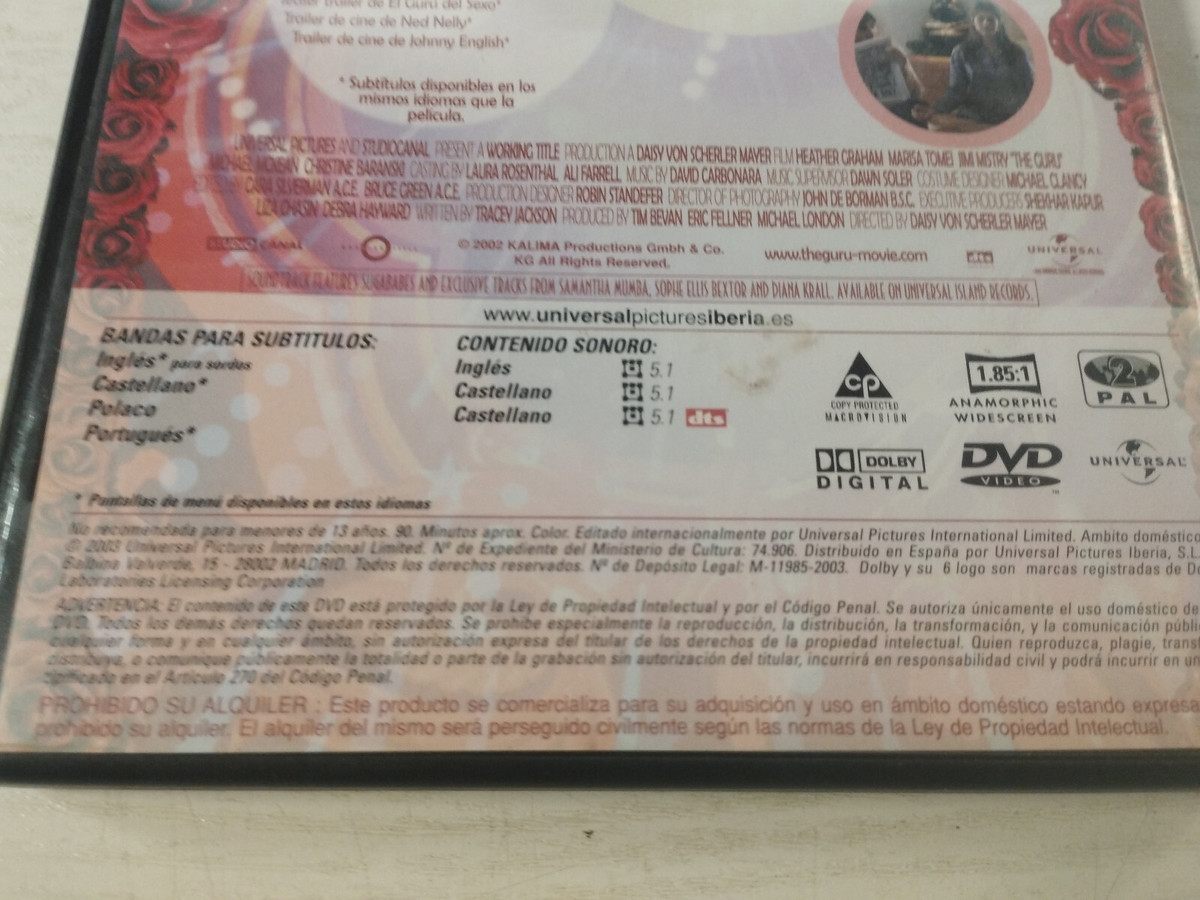 Teaser trailer de El Gurú del Sexo*
Trailer de cine de Ned Nelly*
Trailer de cine de Johnny English*
* Subtítulos disponibles en los
mismos idiomas que la
película.
UNIVERSAL PICTURES AND STUDIOCANAL PRESENT A WORKING TITLE PRODUCTION A DAISY VON SCHERLER MAYER FILM HEATHER GRAHAM MARISA TOMEI JIMI MISTRY "THE GURU"
MICHAEL MCKEAN CHRISTINE BARANSKI CASTING BY LAURA ROSENTHAL ALI FARRELL MUSIC BY DAVID CARBONARA MUSIC SUPERVISOR DAWN SOLER COSTUME DESIGNER MICHAEL CLANCY
CARA SILVERMAN A.C.E. BRUCE GREEN A.C.E. PRODUCTION DESIGNER ROBIN STANDEFER DIRECTOR OF PHOTOGRAPHY JOHN DE BORMAN B.S.C. EXECUTIVE PRODUCERS SHEKHAR KAPUR
LIZA CHASIN DEBRA HAYWARD WRITTEN BY TRACEY JACKSON PRODUCED BY TIM BEVAN ERIC FELLNER MICHAEL LONDON DIRECTED BY DAISY VON SCHERLER MAYER
STUDIO CANAL
© 2002 KALIMA Productions Gmbh & Co.
KG All Rights Reserved.
www.theguru-movie.com
dts
UNIVERSAL
SOUNDTRACK FEATURES SUGABABES AND EXCLUSIVE TRACKS FROM SAMANTHA MUMBA, SOPHE ELLIS BEXTOR AND DIANA KRALL. AVAILABLE ON UNIVERSAL ISLAND RECORDS.
www.universalpicturesiberia.es
BANDAS PARA SUBTITULOS:
Inglés* para sordos
Castellano*
Polaco
Portugués*
CONTENIDO SONORO:
Inglés 5.1
Castellano 5.1
Castellano 5.1 dts
CP
COPY PROTECTED
MACROVISION
1.85:1
ANAMORPHIC
WIDESCREEN
2
PAL
DOLBY
DIGITAL
DVD
VIDEO
TM
UNIVERSAL
* Pantallas de menú disponibles en estos idiomas
No recomendada para menores de 13 años. 90. Minutos aprox. Color. Editado internacionalmente por Universal Pictures International Limited. Ambito doméstico
© 2003 Universal Pictures International Limited. Nº de Expediente del Ministerio de Cultura: 74.906. Distribuido en España por Universal Pictures Iberia, S.L.
Balbina Valverde, 15 - 28002 MADRID. Todos los derechos reservados. Nº de Depósito Legal: M-11985-2003. Dolby y su 6 logo son marcas registradas de Do
Laboratories Licensing Corporation
ADVERTENCIA: El contenido de este DVD está protegido por la Ley de Propiedad Intelectual y por el Código Penal. Se autoriza únicamente el uso doméstico de
DVD. Todos los demás derechos quedan reservados. Se prohibe especialmente la reproducción, la distribución, la transformación, y la comunicación públi
cualquier forma y en cualquier ámbito, sin autorización expresa del titular de los derechos de la propiedad intelectual. Quien reproduzca, plagie, trans
distribuya, o comunique públicamente la totalidad o parte de la grabación sin autorización del titular, incurrirá en responsabilidad civil y podrá incurrir en un
tipificado en el Artículo 270 del Código Penal.
PROHIBIDO SU ALQUILER : Este producto se comercializa para su adquisición y uso en ámbito doméstico estando expresa
prohibido su alquiler. El alquiler del mismo será perseguido civilmente según las normas de la Ley de Propiedad Intelectual.